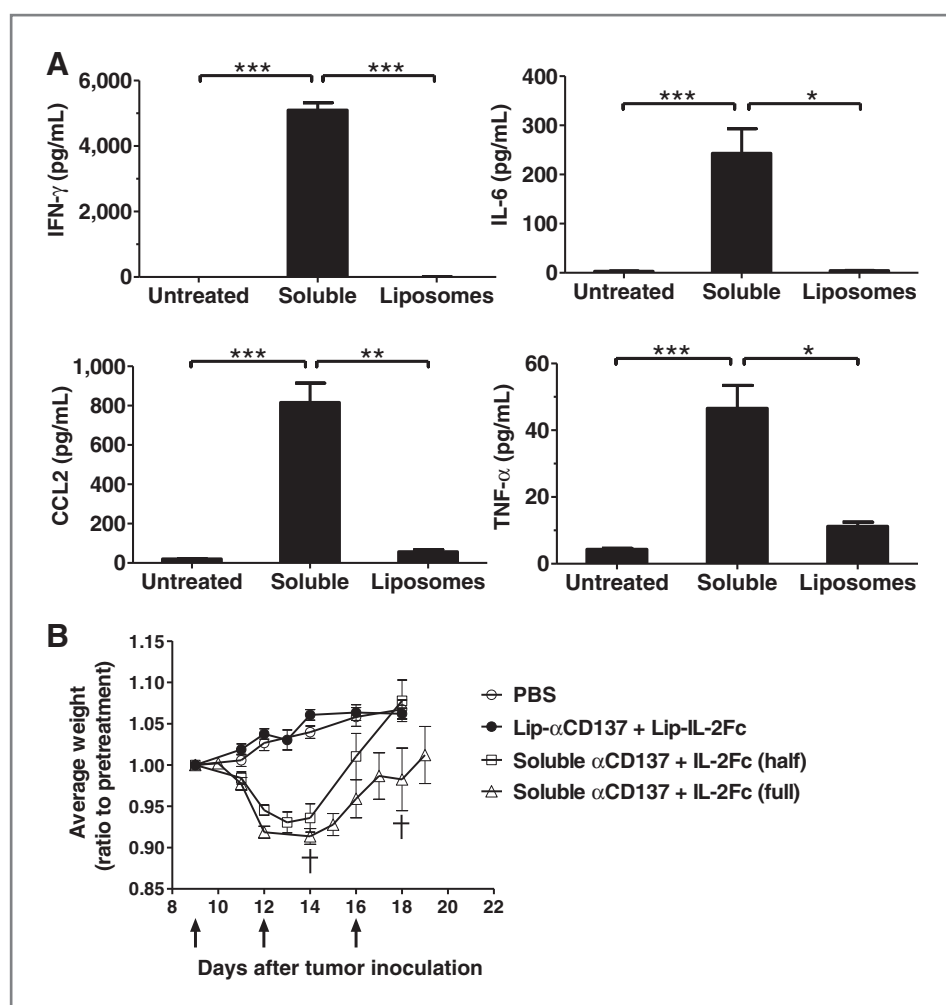 A
*** ***
6,000
4,000
2,000
0
IFN-γ (pg/mL)
Untreated Soluble Liposomes
*** *
400
300
200
100
0
IL-6 (pg/mL)
Untreated Soluble Liposomes
*** **
1,000
800
600
400
200
0
CCL2 (pg/mL)
Untreated Soluble Liposomes
*** *
60
40
20
0
TNF-α (pg/mL)
Untreated Soluble Liposomes
B
1.15
1.10
1.05
1.00
0.95
0.90
0.85
Average weight
(ratio to pretreatment)
8 10 12 14 16 18 20 22
Days after tumor inoculation
PBS
Lip-αCD137 + Lip-IL-2Fc
Soluble αCD137 + IL-2Fc (half)
Soluble αCD137 + IL-2Fc (full)
† †